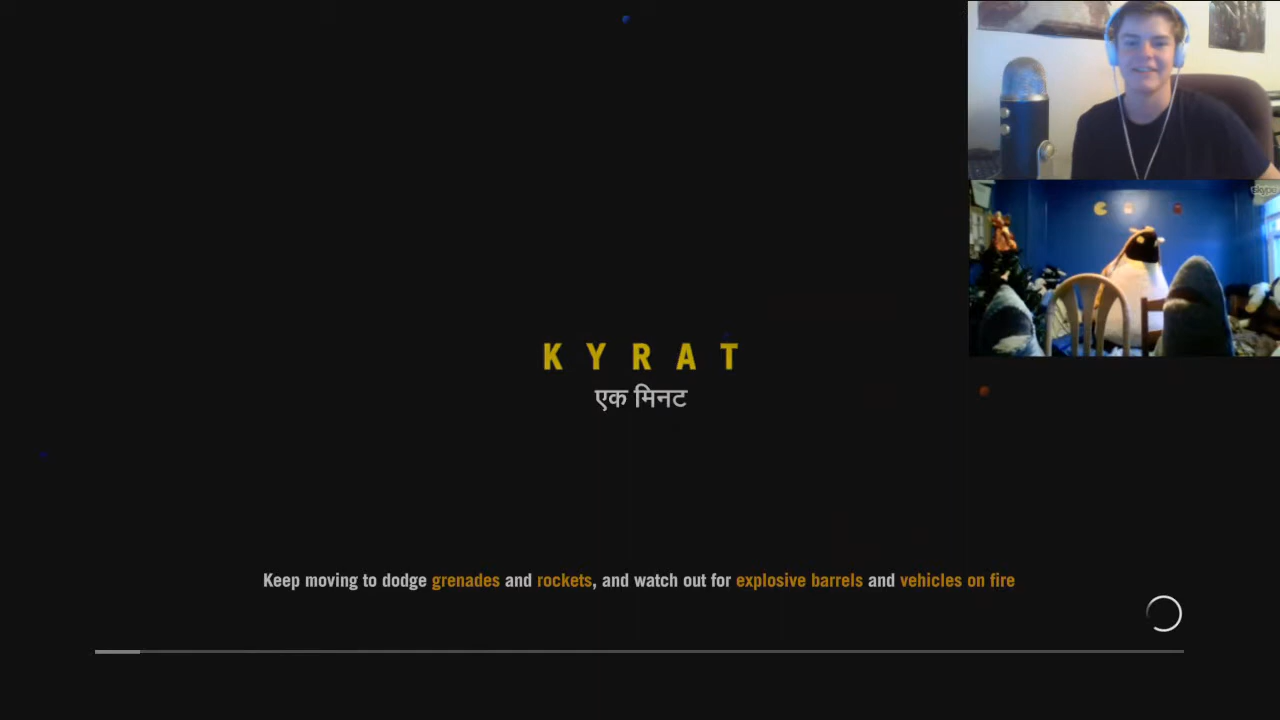 skype
K Y R A T
एक मिनट
Keep moving to dodge grenades and rockets, and watch out for explosive barrels and vehicles on fire